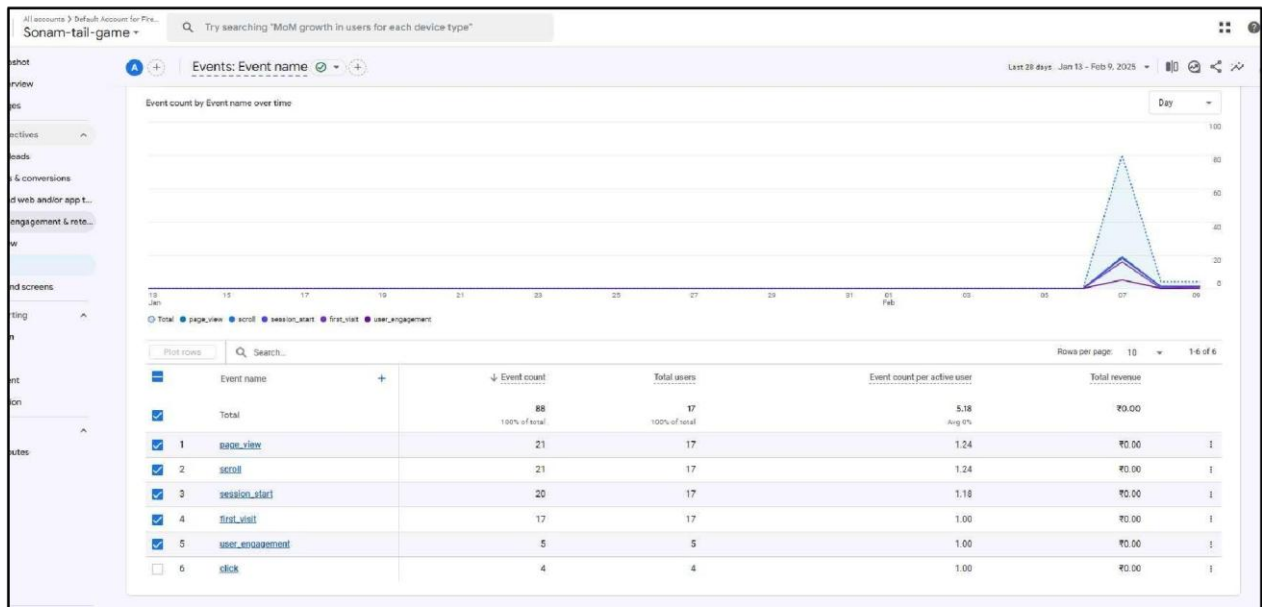 All accounts > Default Account for Fire...
Sonam-tail-game
Try searching "MoM growth in users for each device type"
A
Events: Event name
Last 28 days Jan 13 - Feb 9, 2025
Event count by Event name over time
Day
100
80
60
40
20
0
13 Jan 15 17 19 21 23 25 27 29 31 01 Feb 03 05 07 09
Total page_view scroll session_start first_visit user_engagement
Plot rows Search... Rows per page: 10 1-6 of 6
Event name + ↓ Event count Total users Event count per active user Total revenue
Total 88 17 5.18 ₹0.00
100% of total 100% of total Avg 0%
1 page_view 21 17 1.24 ₹0.00
2 scroll 21 17 1.24 ₹0.00
3 session_start 20 17 1.18 ₹0.00
4 first_visit 17 17 1.00 ₹0.00
5 user_engagement 5 5 1.00 ₹0.00
6 click 4 4 1.00 ₹0.00
pshot
erview
ges
ectives
leads
s & conversions
d web and/or app t...
engagement & rete...
ew
nd screens
rting
n
ent
ion
butes